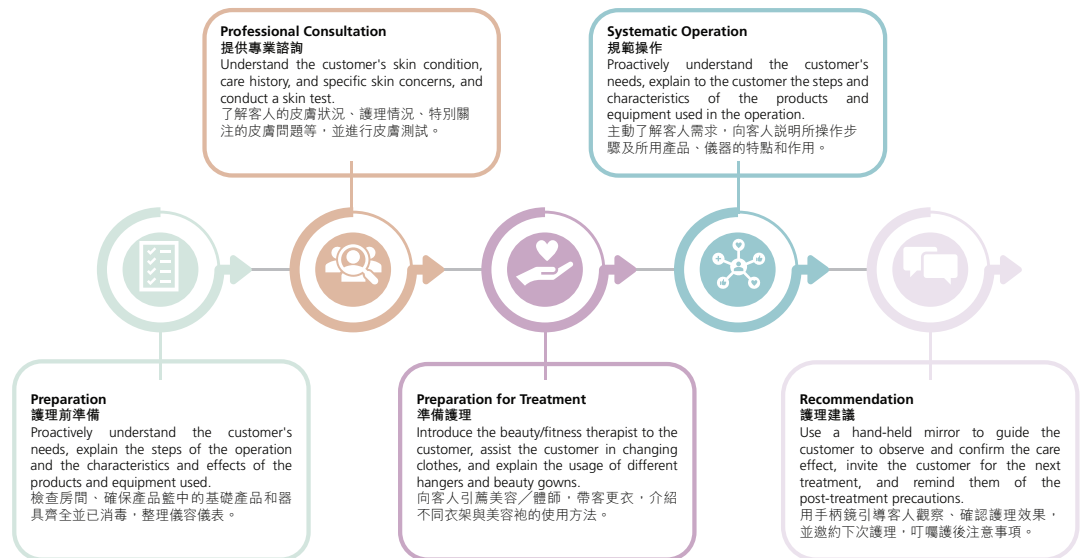 Professional Consultation
提供專業諮詢
Understand the customer's skin condition,
care history, and specific skin concerns, and
conduct a skin test.
了解客人的皮膚狀況、護理情況、特別關
注的皮膚問題等，並進行皮膚測試。
Systematic Operation
規範操作
Proactively understand the customer's
needs, explain to the customer the steps and
characteristics of the products and
equipment used in the operation.
主動了解客人需求，向客人説明所操作步
驟及所用產品、儀器的特點和作用。
Preparation
護理前準備
Proactively understand the customer's
needs, explain the steps of the operation
and the characteristics and effects of the
products and equipment used.
檢查房間、確保產品籃中的基礎產品和器
具齊全並已消毒，整理儀容儀表。
Preparation for Treatment
準備護理
Introduce the beauty/fitness therapist to the
customer, assist the customer in changing
clothes, and explain the usage of different
hangers and beauty gowns.
向客人引薦美容／體師，帶客更衣，介紹
不同衣架與美容袍的使用方法。
Recommendation
護理建議
Use a hand-held mirror to guide the
customer to observe and confirm the care
effect, invite the customer for the next
treatment, and remind them of the
post-treatment precautions.
用手柄鏡引導客人觀察、確認護理效果，
並邀約下次護理，叮囑護後注意事項。